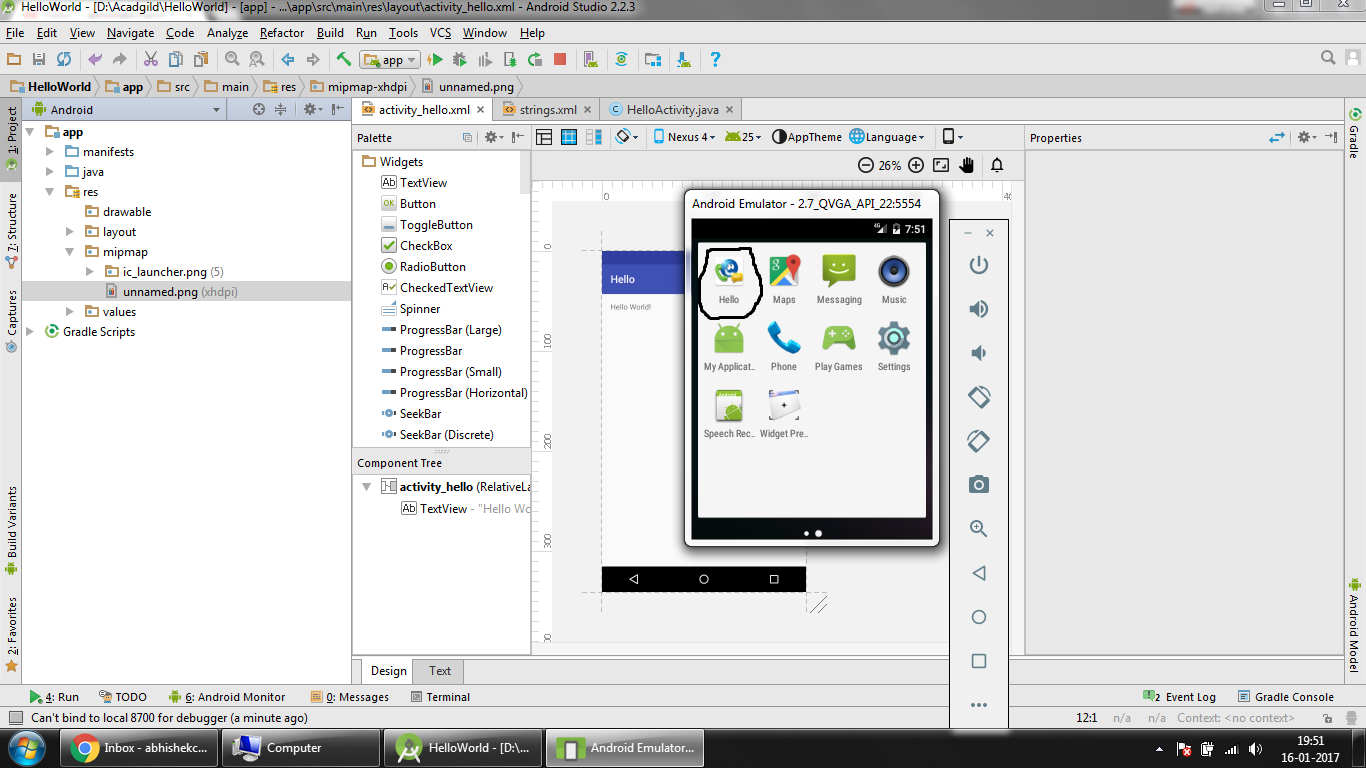 HelloWorld - [D:\Acadgild\HelloWorld] - [app] - ...\app\src\main\res\layout\activity_hello.xml - Android Studio 2.2.3
File Edit View Navigate Code Analyze Refactor Build Run Tools VCS Window Help
app
HelloWorld app src main res mipmap-xhdpi unnamed.png
1: Project
7: Structure
Captures
Build Variants
2: Favorites
Android
app
manifests
java
res
drawable
layout
mipmap
ic_launcher.png (5)
unnamed.png (xhdpi)
values
Gradle Scripts
activity_hello.xml strings.xml HelloActivity.java
Palette
Widgets
Ab TextView
OK Button
ToggleButton
CheckBox
RadioButton
CheckedTextView
Spinner
ProgressBar (Large)
ProgressBar
ProgressBar (Small)
ProgressBar (Horizontal)
SeekBar
SeekBar (Discrete)
Component Tree
activity_hello (RelativeLa
Ab TextView - "Hello Wo
Nexus 4 25 AppTheme Language
26%
0 40
0
100
200
300
Hello
Hello World!
Android Emulator - 2.7_QVGA_API_22:5554
4G 7:51
Hello Maps Messaging Music
My Applicat.. Phone Play Games Settings
Android
Speech Rec.. Widget Pre..
Properties
Gradle
Android Model
Design Text
4: Run TODO 6: Android Monitor 0: Messages Terminal
2 Event Log Gradle Console
Can't bind to local 8700 for debugger (a minute ago)
12:1 n/a n/a Context: <no context>
Inbox - abhishekc... Computer HelloWorld - [D:\... Android Emulator...
19:51
16-01-2017